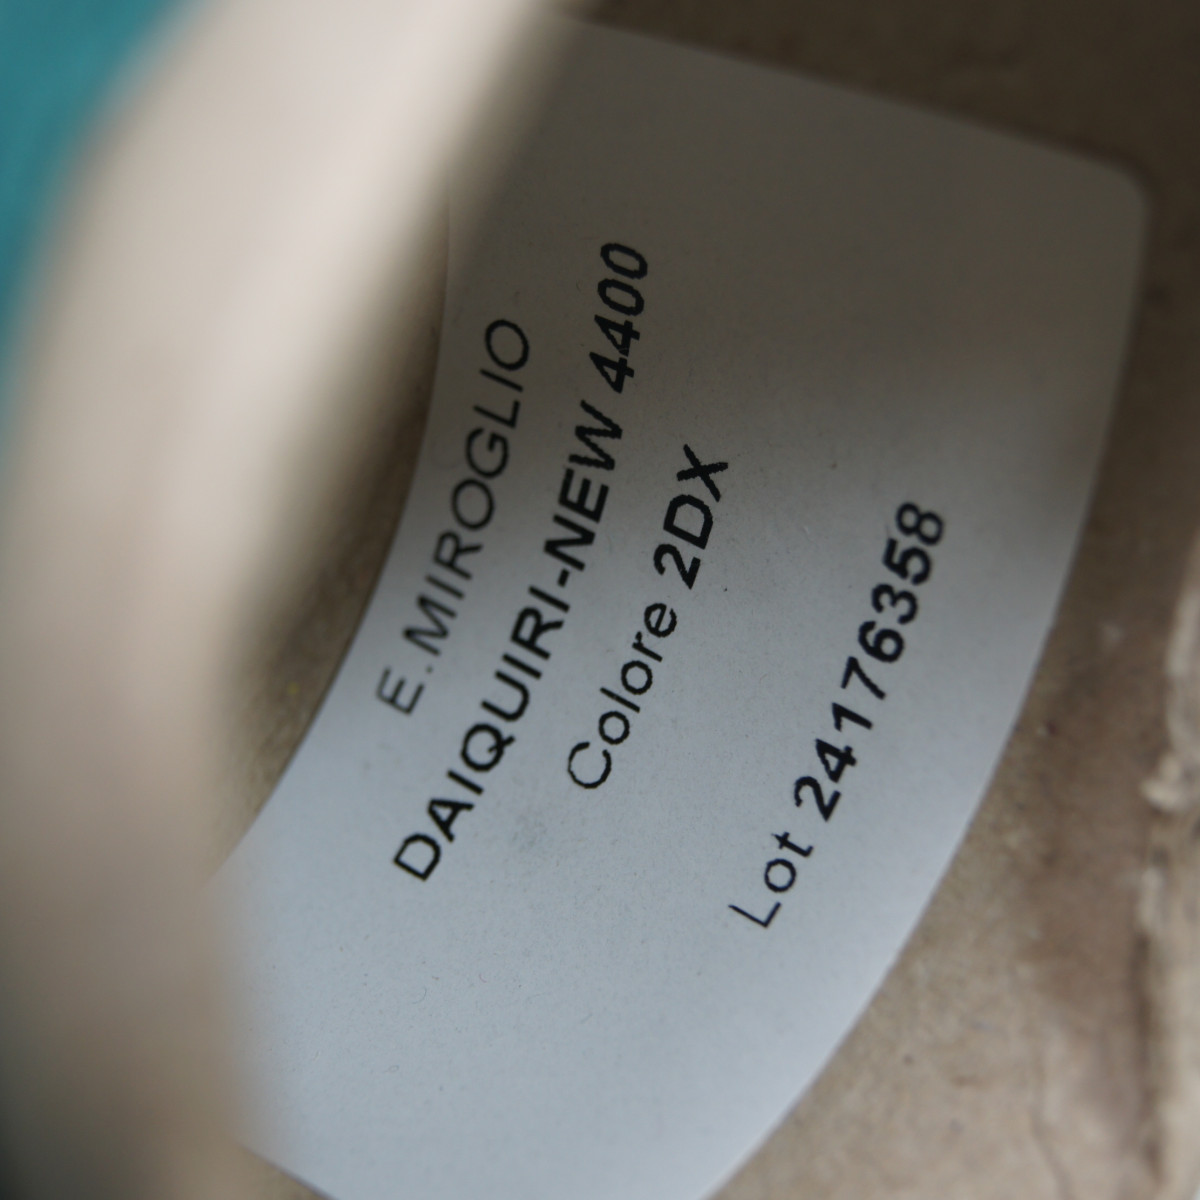 E.MIROGLIO
DAIQUIRI-NEW 4400
Colore 2DX
Lot 24176358